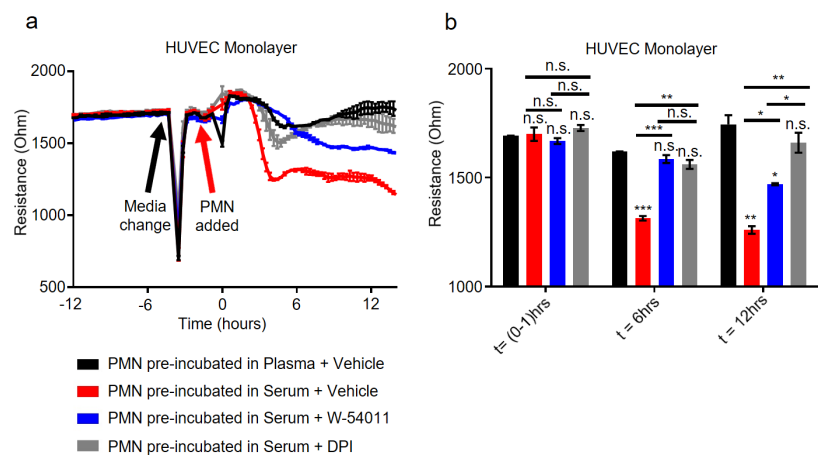 a
HUVEC Monolayer
2000
1500
1000
500
Resistance (Ohm)
-12
-6
0
6
12
Time (hours)
Media
change
PMN
added
PMN pre-incubated in Plasma + Vehicle
PMN pre-incubated in Serum + Vehicle
PMN pre-incubated in Serum + W-54011
PMN pre-incubated in Serum + DPI
b
HUVEC Monolayer
2000
1500
1000
Resistance (Ohm)
n.s.
n.s.
n.s.
n.s.
n.s.
n.s.
**
n.s.
***
n.s.
n.s.
***
**
*
*
n.s.
*
**
t= (0-1)hrs
t = 6hrs
t = 12hrs